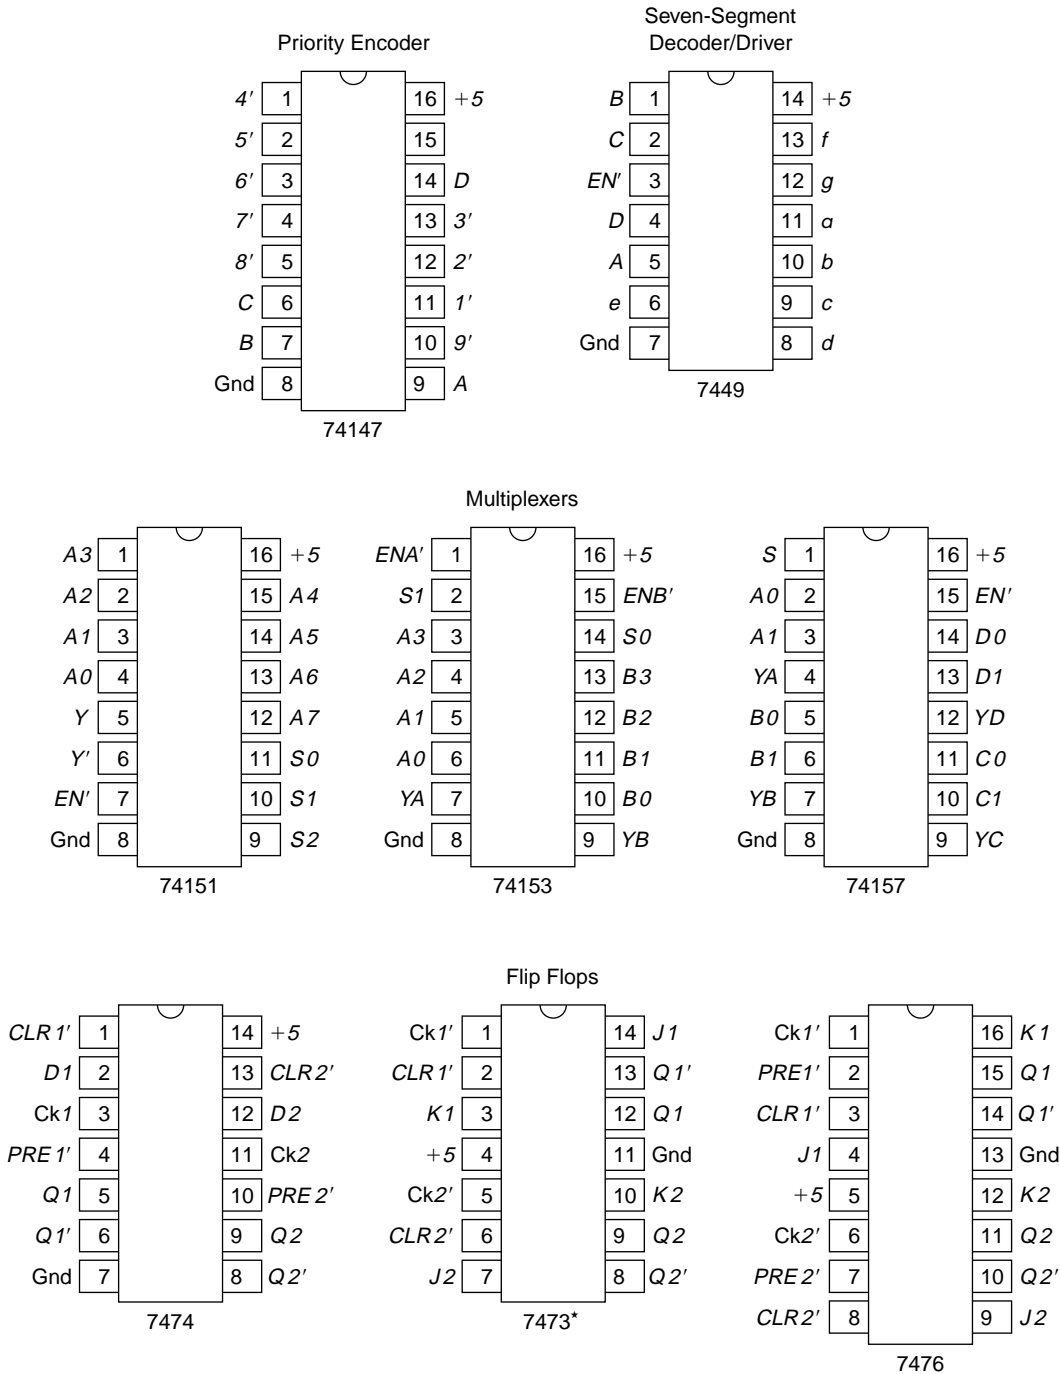 Seven-Segment
Priority Encoder Decoder/Driver
4′ 1 16 +5 B 1 14 +5
5′ 2 15 C 2 13 f
6′ 3 14 D EN′ 3 12 g
7′ 4 13 3′ D 4 11 a
8′ 5 12 2′ A 5 10 b
C 6 11 1′ e 6 9 c
B 7 10 9′ Gnd 7 8 d
Gnd 8 9 A 7449
74147
Multiplexers
A3 1 16 +5 ENA′ 1 16 +5 S 1 16 +5
A2 2 15 A4 S1 2 15 ENB′ A0 2 15 EN′
A1 3 14 A5 A3 3 14 S0 A1 3 14 D0
A0 4 13 A6 A2 4 13 B3 YA 4 13 D1
Y 5 12 A7 A1 5 12 B2 B0 5 12 YD
Y′ 6 11 S0 A0 6 11 B1 B1 6 11 C0
EN′ 7 10 S1 YA 7 10 B0 YB 7 10 C1
Gnd 8 9 S2 Gnd 8 9 YB Gnd 8 9 YC
74151 74153 74157
Flip Flops
CLR1′ 1 14 +5 Ck1′ 1 14 J1 Ck1′ 1 16 K1
D1 2 13 CLR2′ CLR1′ 2 13 Q1′ PRE1′ 2 15 Q1
Ck1 3 12 D2 K1 3 12 Q1 CLR1′ 3 14 Q1′
PRE1′ 4 11 Ck2 +5 4 11 Gnd J1 4 13 Gnd
Q1 5 10 PRE2′ Ck2′ 5 10 K2 +5 5 12 K2
Q1′ 6 9 Q2 CLR2′ 6 9 Q2 Ck2′ 6 11 Q2
Gnd 7 8 Q2′ J2 7 8 Q2′ PRE2′ 7 10 Q2′
7474 7473★ CLR2′ 8 9 J2
7476